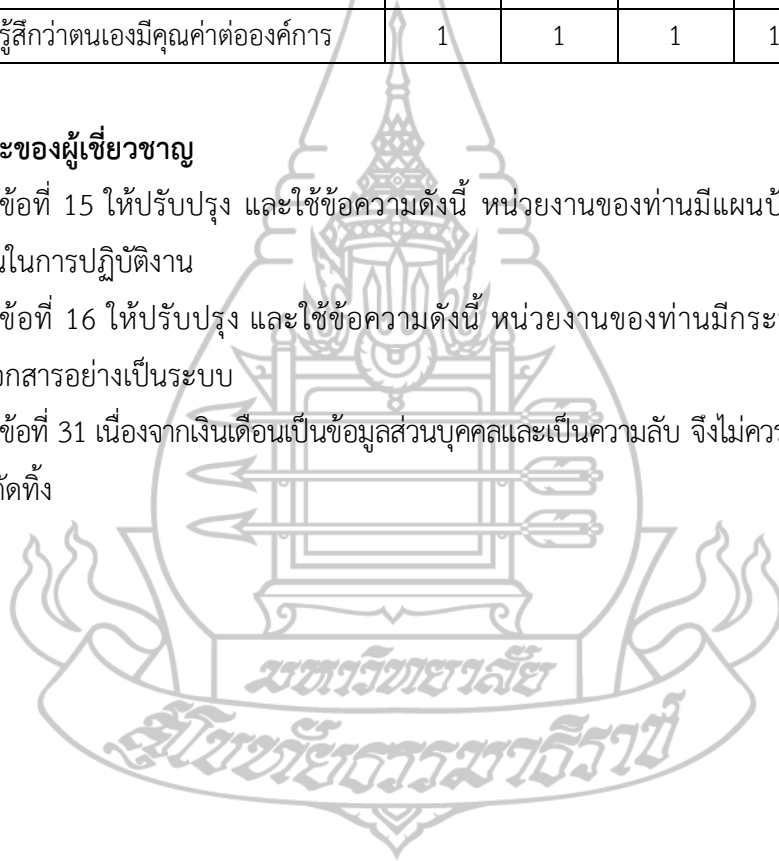 รู้สึกว่าตนเองมีคุณค่าต่อองค์การ 1 1 1 1
ะของผู้เชี่ยวชาญ
ข้อที่ 15 ให้ปรับปรุง และใช้ข้อความดังนี้ หน่วยงานของท่านมีแผนบ้
นในการปฏิบัติงาน
ข้อที่ 16 ให้ปรับปรุง และใช้ข้อความดังนี้ หน่วยงานของท่านมีกระ
อกสารอย่างเป็นระบบ
ข้อที่ 31 เนื่องจากเงินเดือนเป็นข้อมูลส่วนบุคคลและเป็นความลับ จึงไม่ควร
ตัดทิ้ง
มหาวิทยาลัย
สุโขทัยธรรมาธิราช